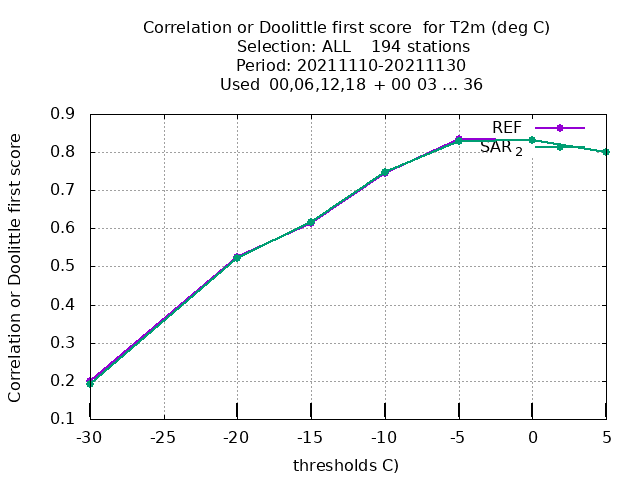 Correlation or Doolittle first score  for T2m (deg C)
Selection: ALL    194 stations
Period: 20211110-20211130
Used  00,06,12,18  + 00 03 ... 36
Correlation or Doolittle first score
0.9
0.8
0.7
0.6
0.5
0.4
0.3
0.2
0.1
REF
SAR 2
-30 -25 -20 -15 -10 -5 0 5
thresholds C)